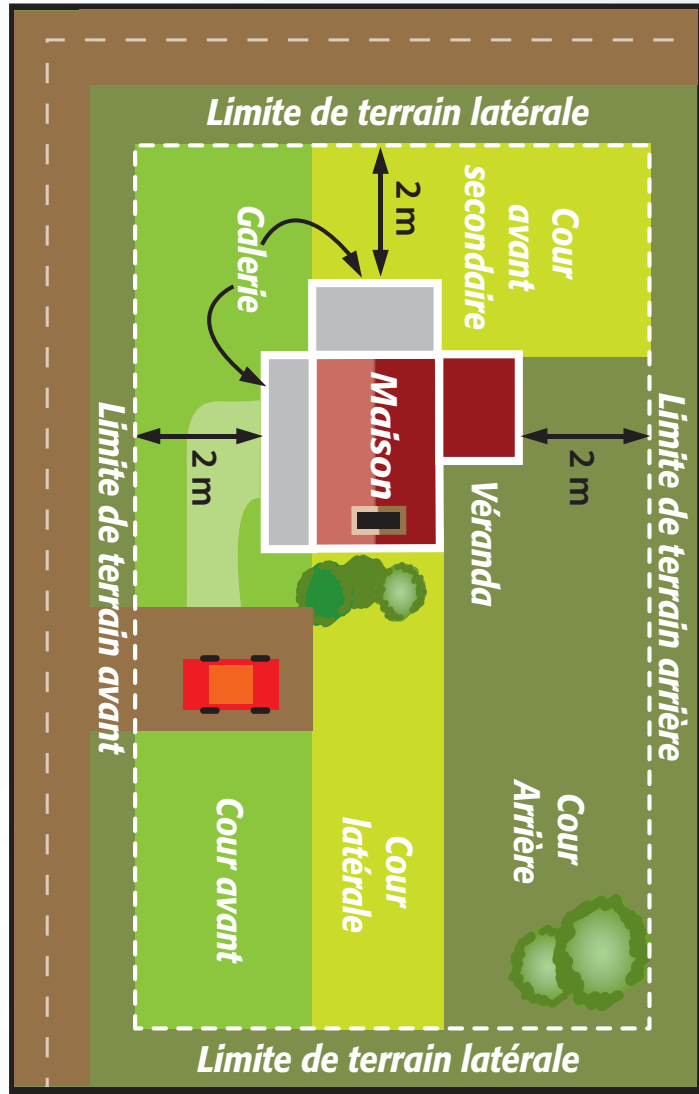 Limite de terrain latérale
Cour
avant
secondaire
2 m
Galerie
Maison
Véranda
2 m
2 m
Limite de terrain arrière
Limite de terrain avant
Cour
Arrière
Cour
latérale
Cour avant
Limite de terrain latérale